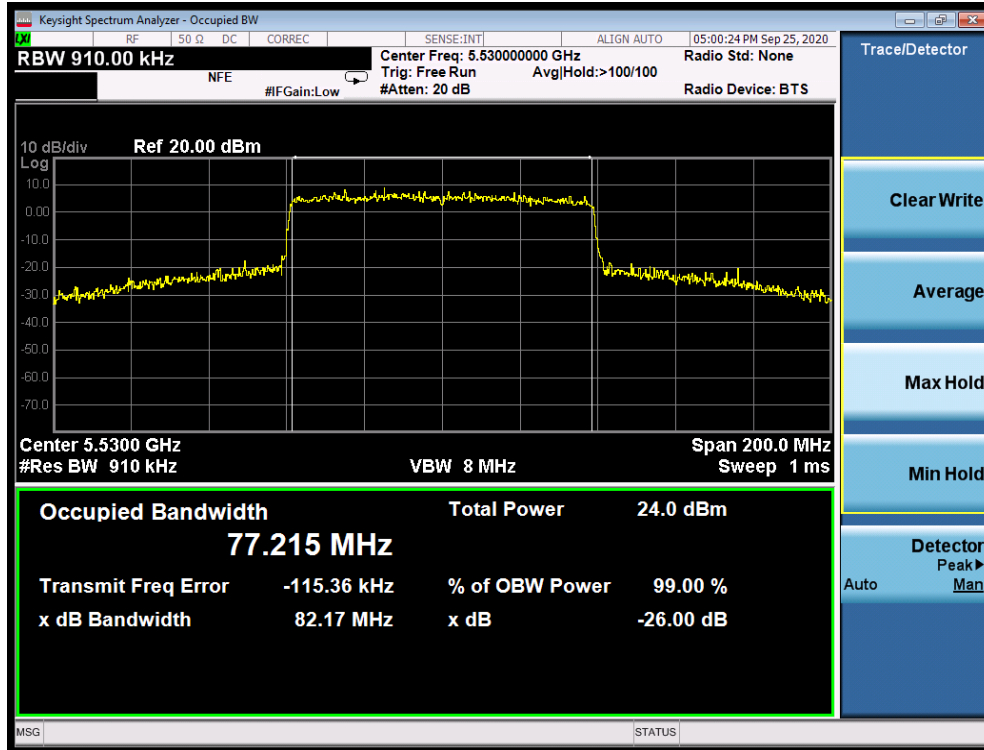 Keysight Spectrum Analyzer - Occupied BW
LXI RF 50 Ω DC CORREC SENSE:INT ALIGN AUTO 05:00:24 PM Sep 25, 2020
RBW 910.00 kHz Center Freq: 5.530000000 GHz Radio Std: None
NFE Trig: Free Run Avg|Hold:>100/100
#IFGain:Low #Atten: 20 dB Radio Device: BTS
10 dB/div Ref 20.00 dBm
Log
10.0
0.00
-10.0
-20.0
-30.0
-40.0
-50.0
-60.0
-70.0
Center 5.5300 GHz Span 200.0 MHz
#Res BW 910 kHz VBW 8 MHz Sweep 1 ms
Occupied Bandwidth Total Power 24.0 dBm
77.215 MHz
Transmit Freq Error -115.36 kHz % of OBW Power 99.00 %
x dB Bandwidth 82.17 MHz x dB -26.00 dB
MSG STATUS
Trace/Detector
Clear Write
Average
Max Hold
Min Hold
Detector
Peak▶
Auto Man